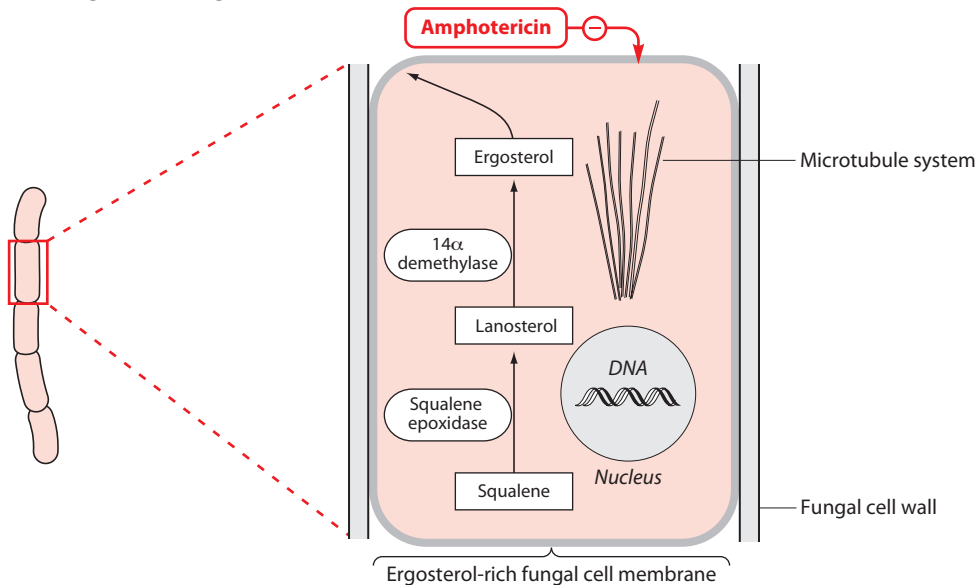 Amphotericin
−
Ergosterol
Microtubule system
14α
demethylase
Lanosterol
DNA
Squalene
epoxidase
Nucleus
Squalene
Fungal cell wall
Ergosterol-rich fungal cell membrane